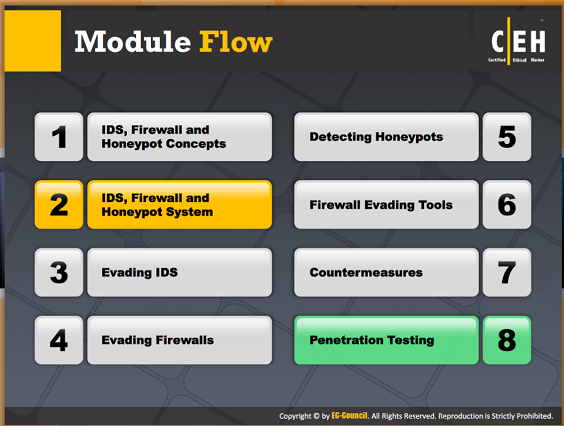 Module Flow
C|EH
Certified Ethical Hacker
1
IDS, Firewall and
Honeypot Concepts
2
IDS, Firewall and
Honeypot System
3
Evading IDS
4
Evading Firewalls
Detecting Honeypots
5
Firewall Evading Tools
6
Countermeasures
7
Penetration Testing
8
Copyright © by EG-Council. All Rights Reserved. Reproduction is Strictly Prohibited.